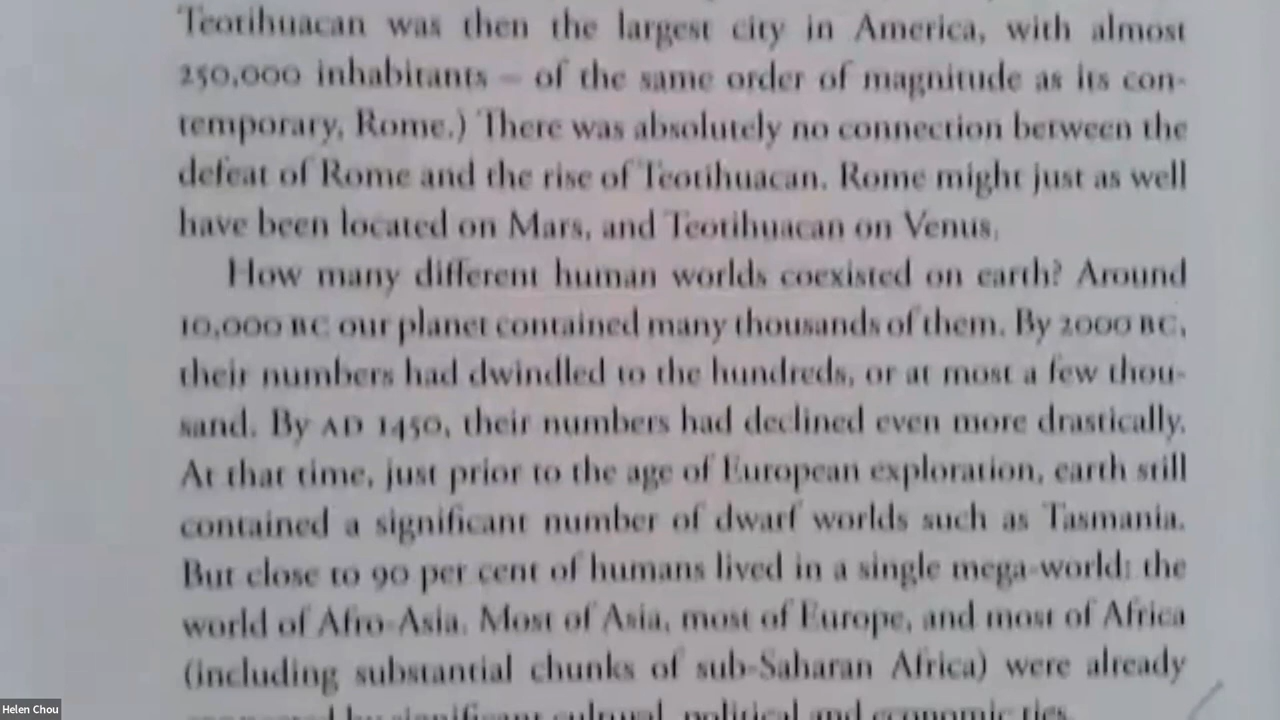 Teotihuacan was then the largest city in America, with almost
250,000 inhabitants – of the same order of magnitude as its con-
temporary, Rome.) There was absolutely no connection between the
defeat of Rome and the rise of Teotihuacan. Rome might just as well
have been located on Mars, and Teotihuacan on Venus.
How many different human worlds coexisted on earth? Around
10,000 BC our planet contained many thousands of them. By 2000 BC,
their numbers had dwindled to the hundreds, or at most a few thou-
sand. By AD 1450, their numbers had declined even more drastically.
At that time, just prior to the age of European exploration, earth still
contained a significant number of dwarf worlds such as Tasmania.
But close to 90 per cent of humans lived in a single mega-world: the
world of Afro-Asia. Most of Asia, most of Europe, and most of Africa
(including substantial chunks of sub-Saharan Africa) were already
by significant cultural, political and economic ties.
Helen Chou